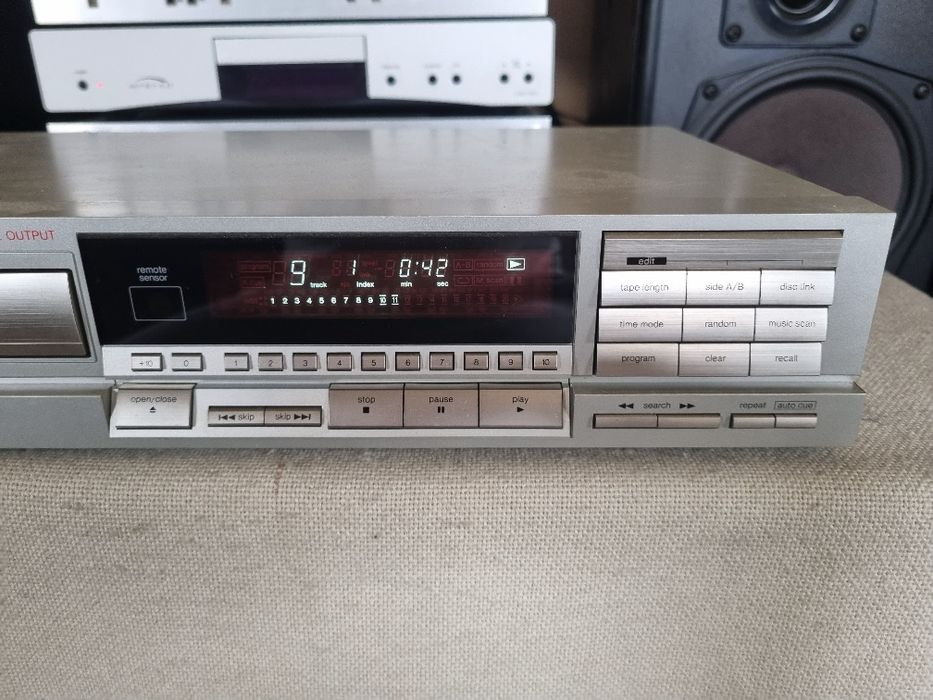 L OUTPUT
remote
sensor
program
9 1 0:42 A-B random
track index min sec
scan
1 2 3 4 5 6 7 8 9 10 11
+10 0 1 2 3 4 5 6 7 8 9 10
open/close
skip skip
stop
pause
play
edit
tape length side A/B disc link
time mode random music scan
program clear recall
search
repeat auto cue